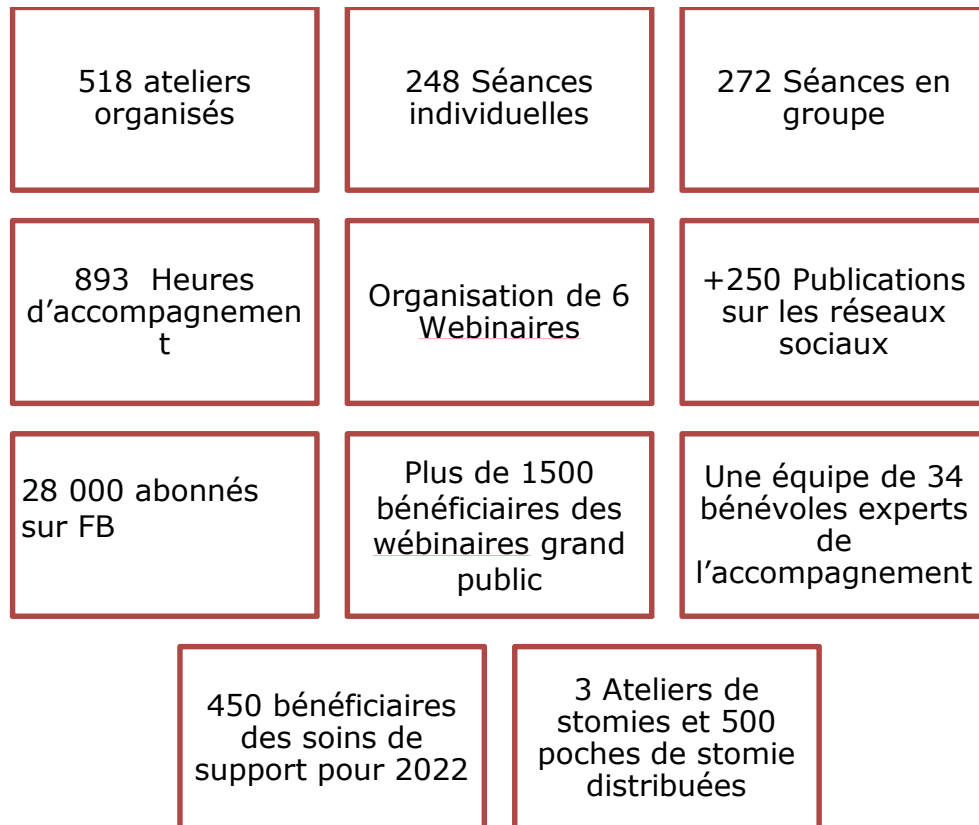 518 ateliers
organisés
248 Séances
individuelles
272 Séances en
groupe
893  Heures
d’accompagnemen
t
Organisation de 6
Webinaires
+250 Publications
sur les réseaux
sociaux
28 000 abonnés
sur FB
Plus de 1500
bénéficiaires des
wébinaires grand
public
Une équipe de 34
bénévoles experts
de
l’accompagnement
450 bénéficiaires
des soins de
support pour 2022
3 Ateliers de
stomies et 500
poches de stomie
distribuées